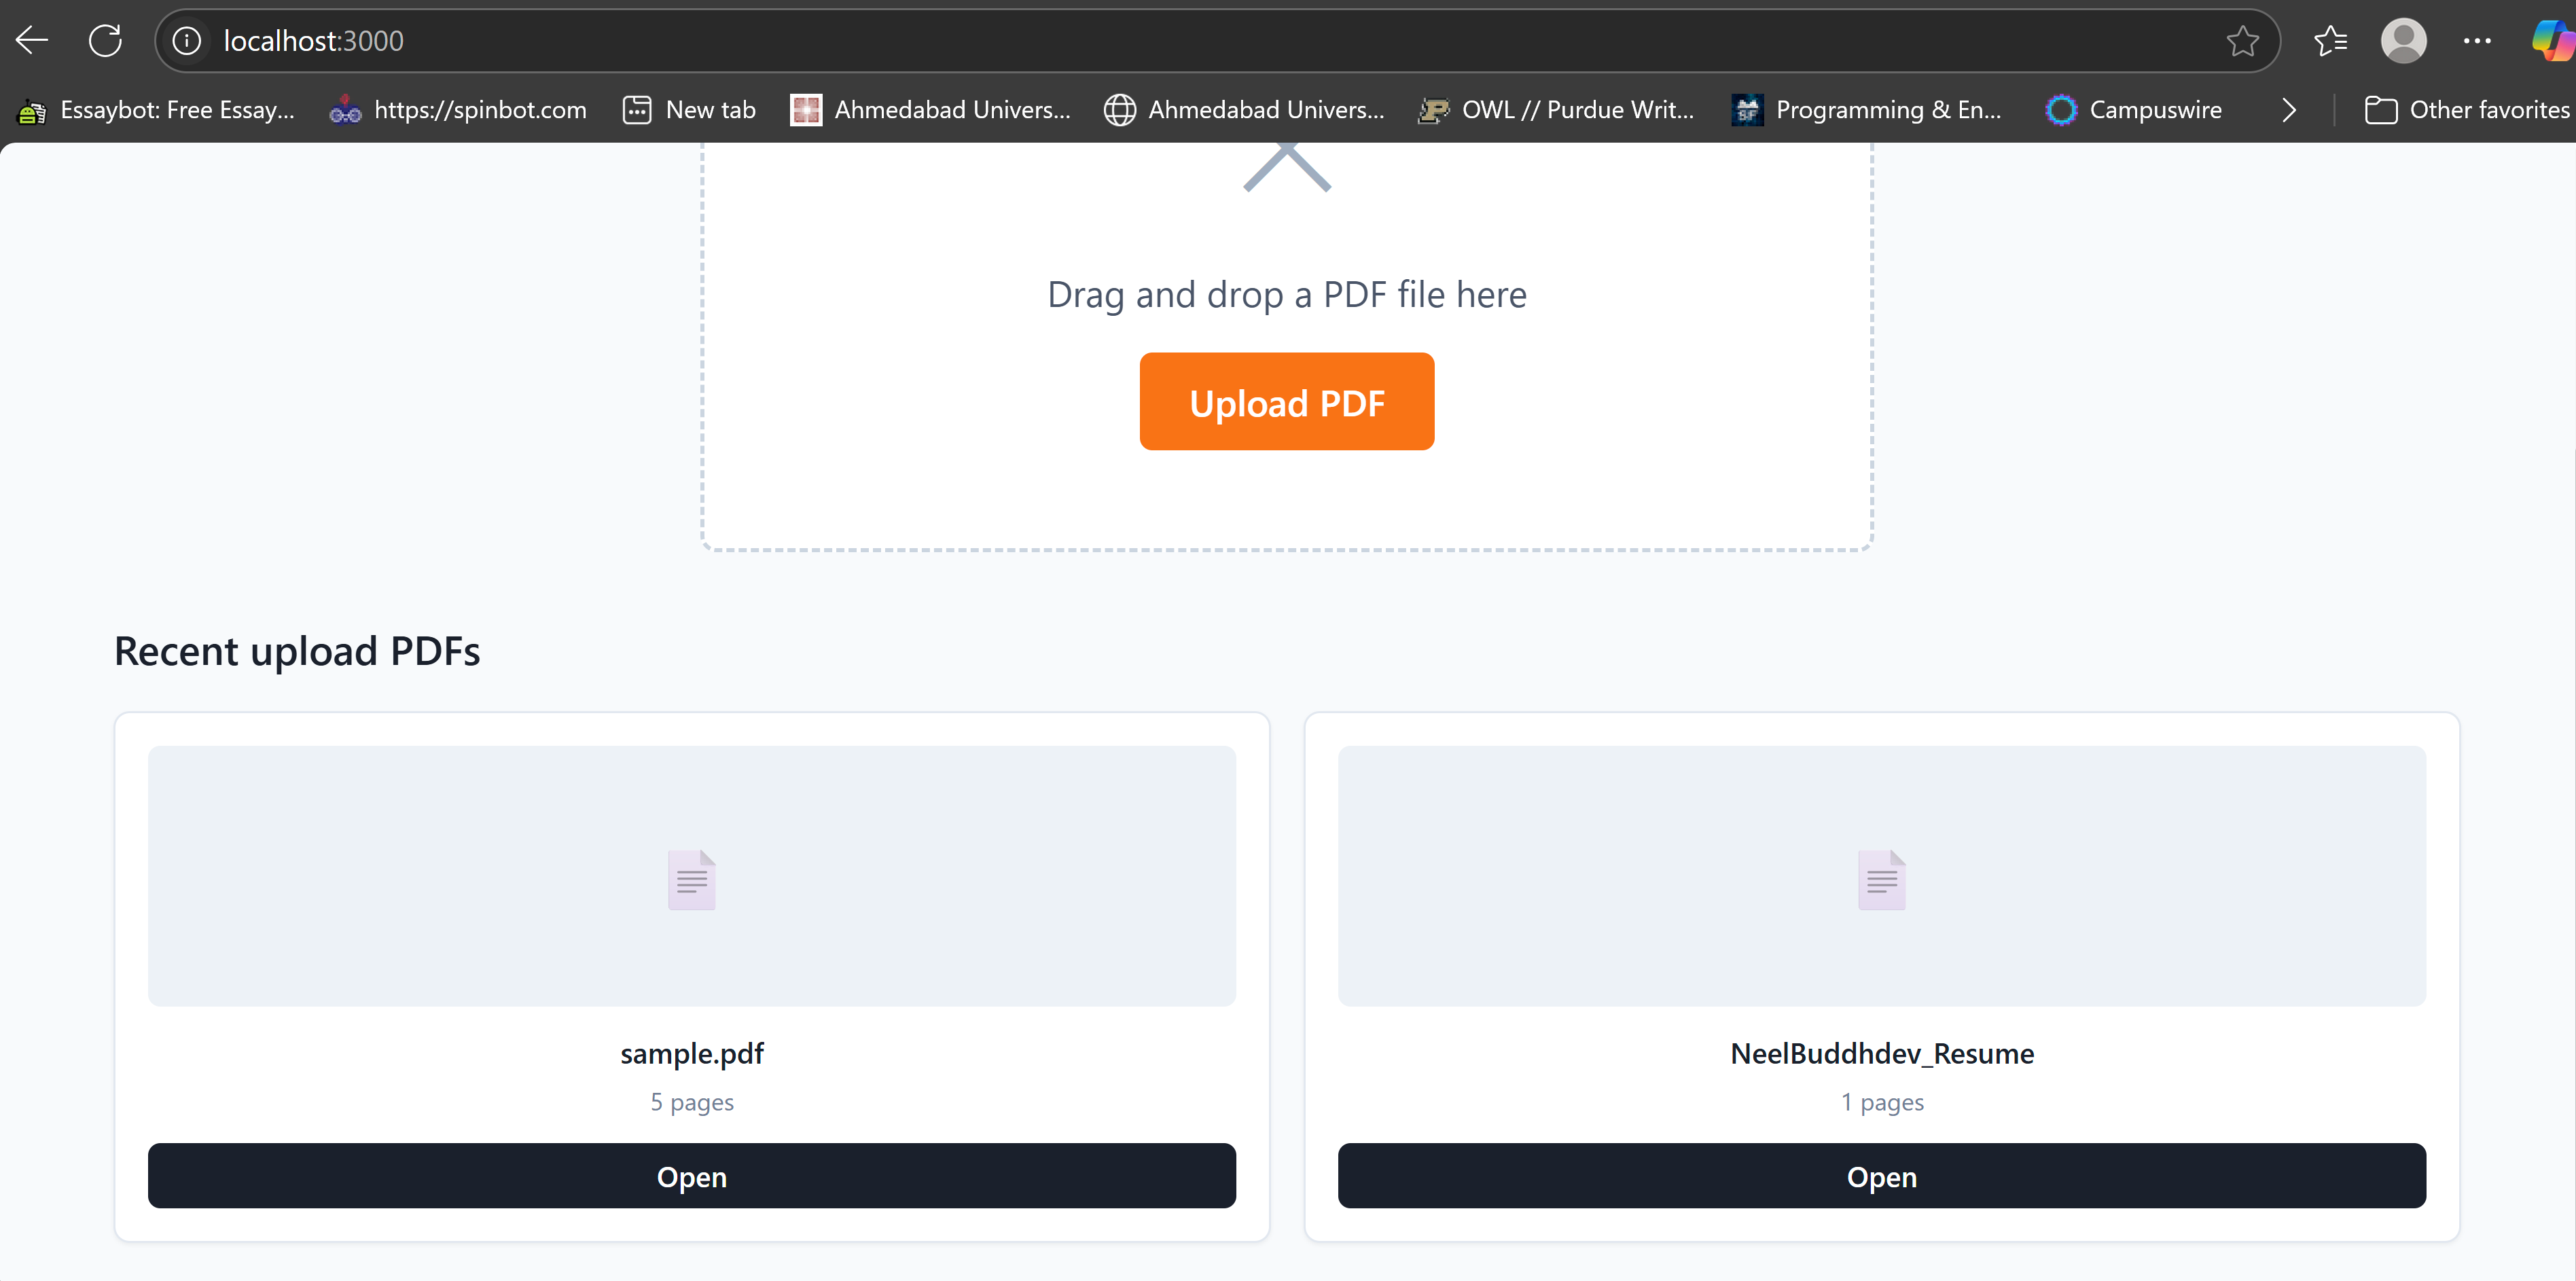 localhost:3000
Essaybot: Free Essay... https://spinbot.com New tab Ahmedabad Univers... Ahmedabad Univers... OWL // Purdue Writ... Programming & En... Campuswire Other favorites
Drag and drop a PDF file here
Upload PDF
Recent upload PDFs
sample.pdf
5 pages
Open
NeelBuddhdev_Resume
1 pages
Open